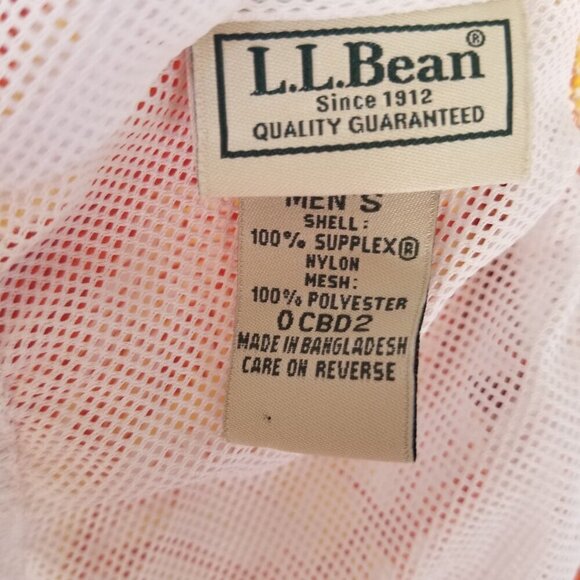 L.L.Bean®
Since 1912
QUALITY GUARANTEED
MEN S
SHELL:
100% SUPPLEX®
NYLON
MESH:
100% POLYESTER
0CBD2
MADE IN BANGLADESH
CARE ON REVERSE